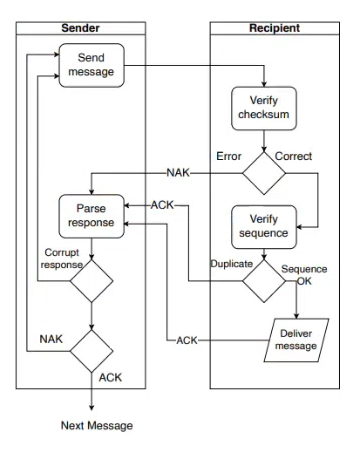 Sender
Recipient
Send
message
Verify
checksum
Error
Correct
NAK
Parse
response
ACK
Verify
sequence
Corrupt
response
Duplicate
Sequence
OK
NAK
ACK
Deliver
message
ACK
Next Message